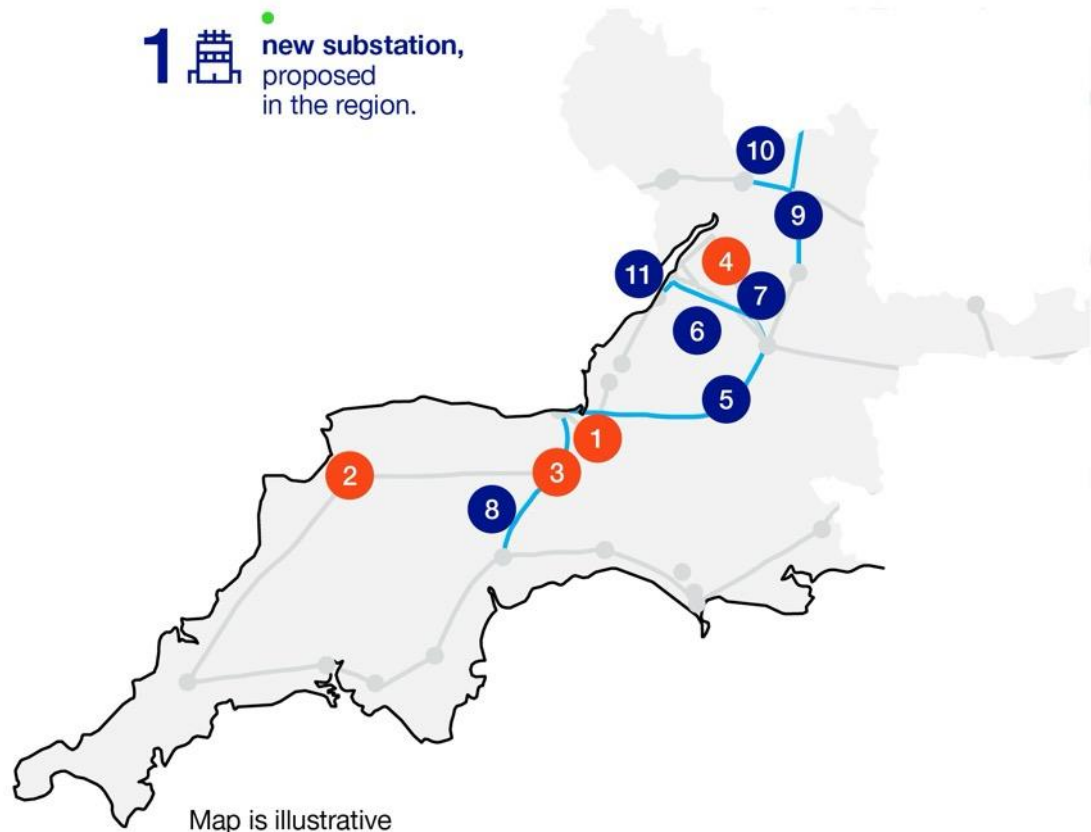 1 new substation,
proposed
in the region.
10
9
4
11
7
6
5
1
2
3
8
Map is illustrative